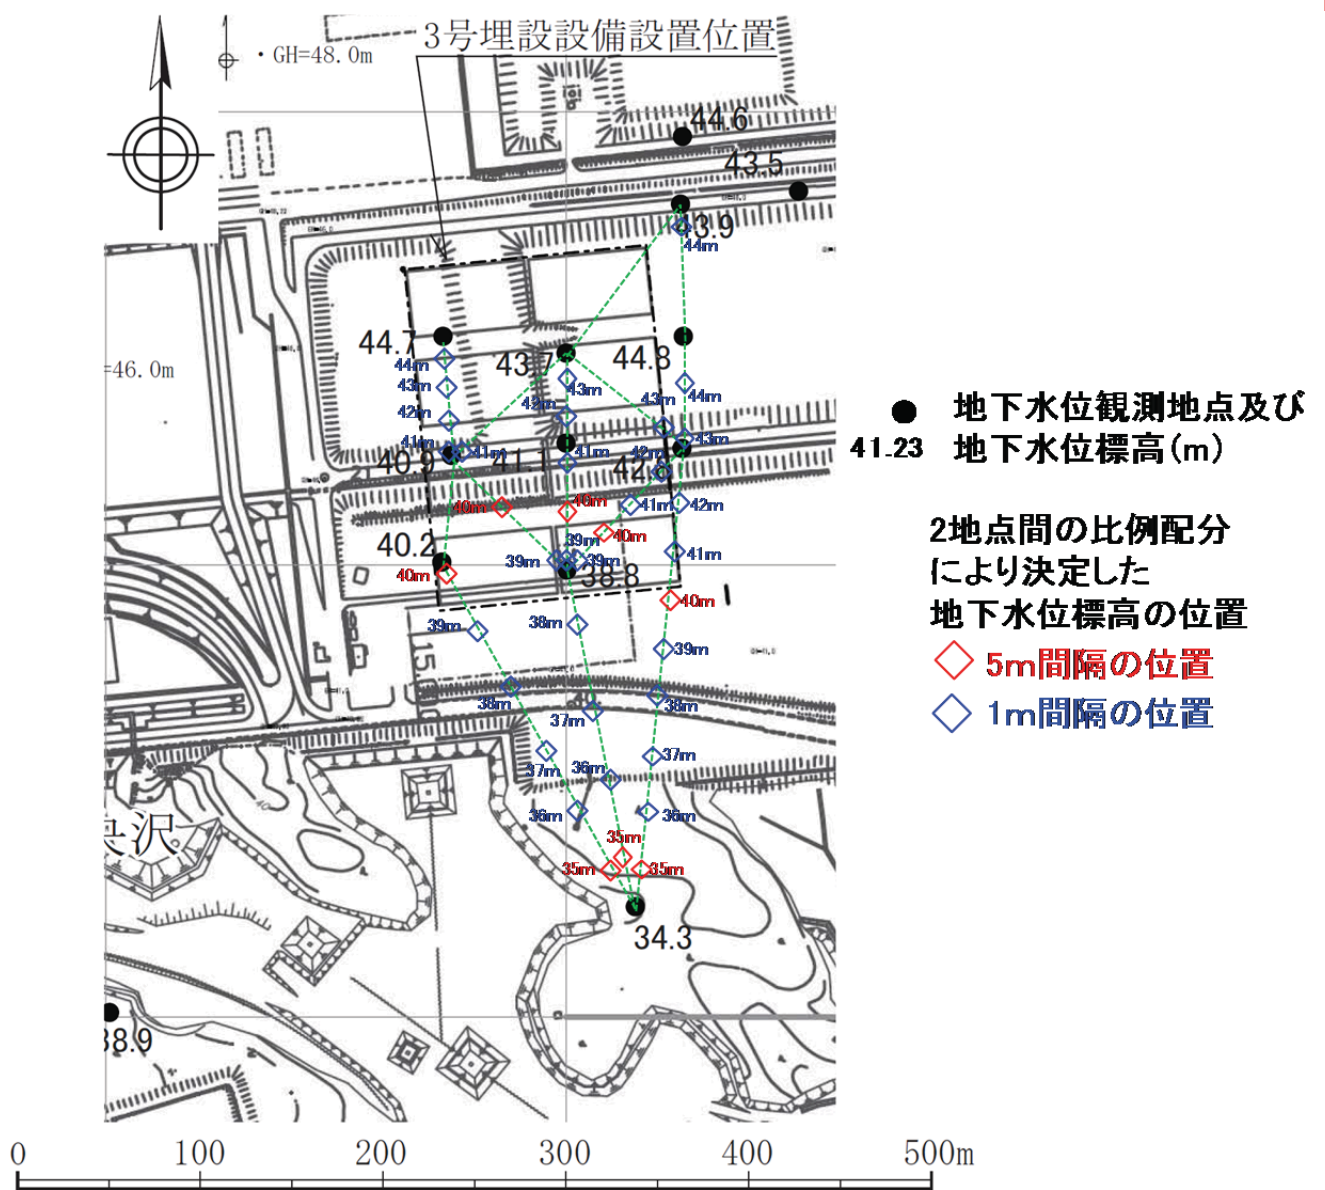 3号埋設設備設置位置
・GH=48.0m
44.6
43.5
43.9
44m
44.7
43.7
44.8
=46.0m
44m
43m
43m
44m
42m
42m
43m
43m
41m
41m
41m
42m
40.9
41.1
42.
40m
40m
41m
42m
40m
40.2
39m
39m
39m
41m
40m
38.8
40m
39m
38m
39m
38m
37m
38m
37m
36m
37m
36m
36m
35m
35m
35m
沢
34.3
38.9
地下水位観測地点及び
41.23 地下水位標高(m)
2地点間の比例配分
により決定した
地下水位標高の位置
5m間隔の位置
1m間隔の位置
0 100 200 300 400 500m